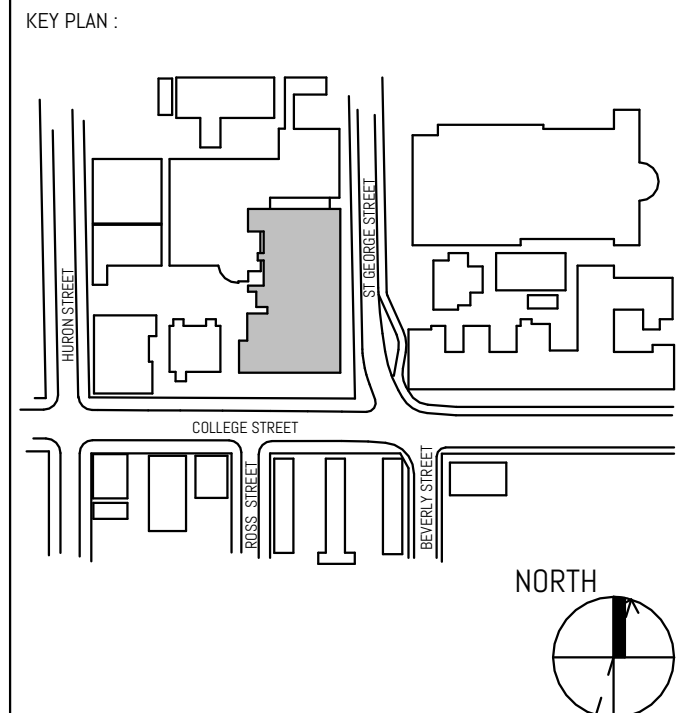 KEY PLAN :
HURON STREET
ST GEORGE STREET
COLLEGE STREET
ROSS STREET
BEVERLY STREET
NORTH